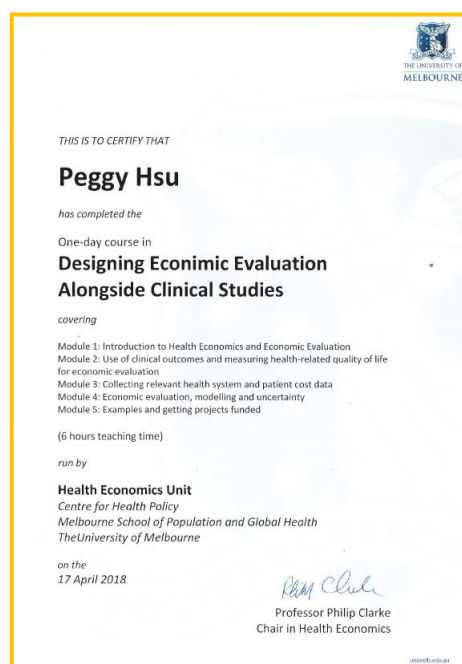 THE UNIVERSITY OF
MELBOURNE
THIS IS TO CERTIFY THAT
Peggy Hsu
has completed the
One-day course in
Designing Econimic Evaluation
Alongside Clinical Studies
covering
Module 1: Introduction to Health Economics and Economic Evaluation
Module 2: Use of clinical outcomes and measuring health-related quality of life
for economic evaluation
Module 3: Collecting relevant health system and patient cost data
Module 4: Economic evaluation, modelling and uncertainty
Module 5: Examples and getting projects funded
(6 hours teaching time)
run by
Health Economics Unit
Centre for Health Policy
Melbourne School of Population and Global Health
TheUniversity of Melbourne
on the
17 April 2018
Professor Philip Clarke
Chair in Health Economics
unimelb.edu.au